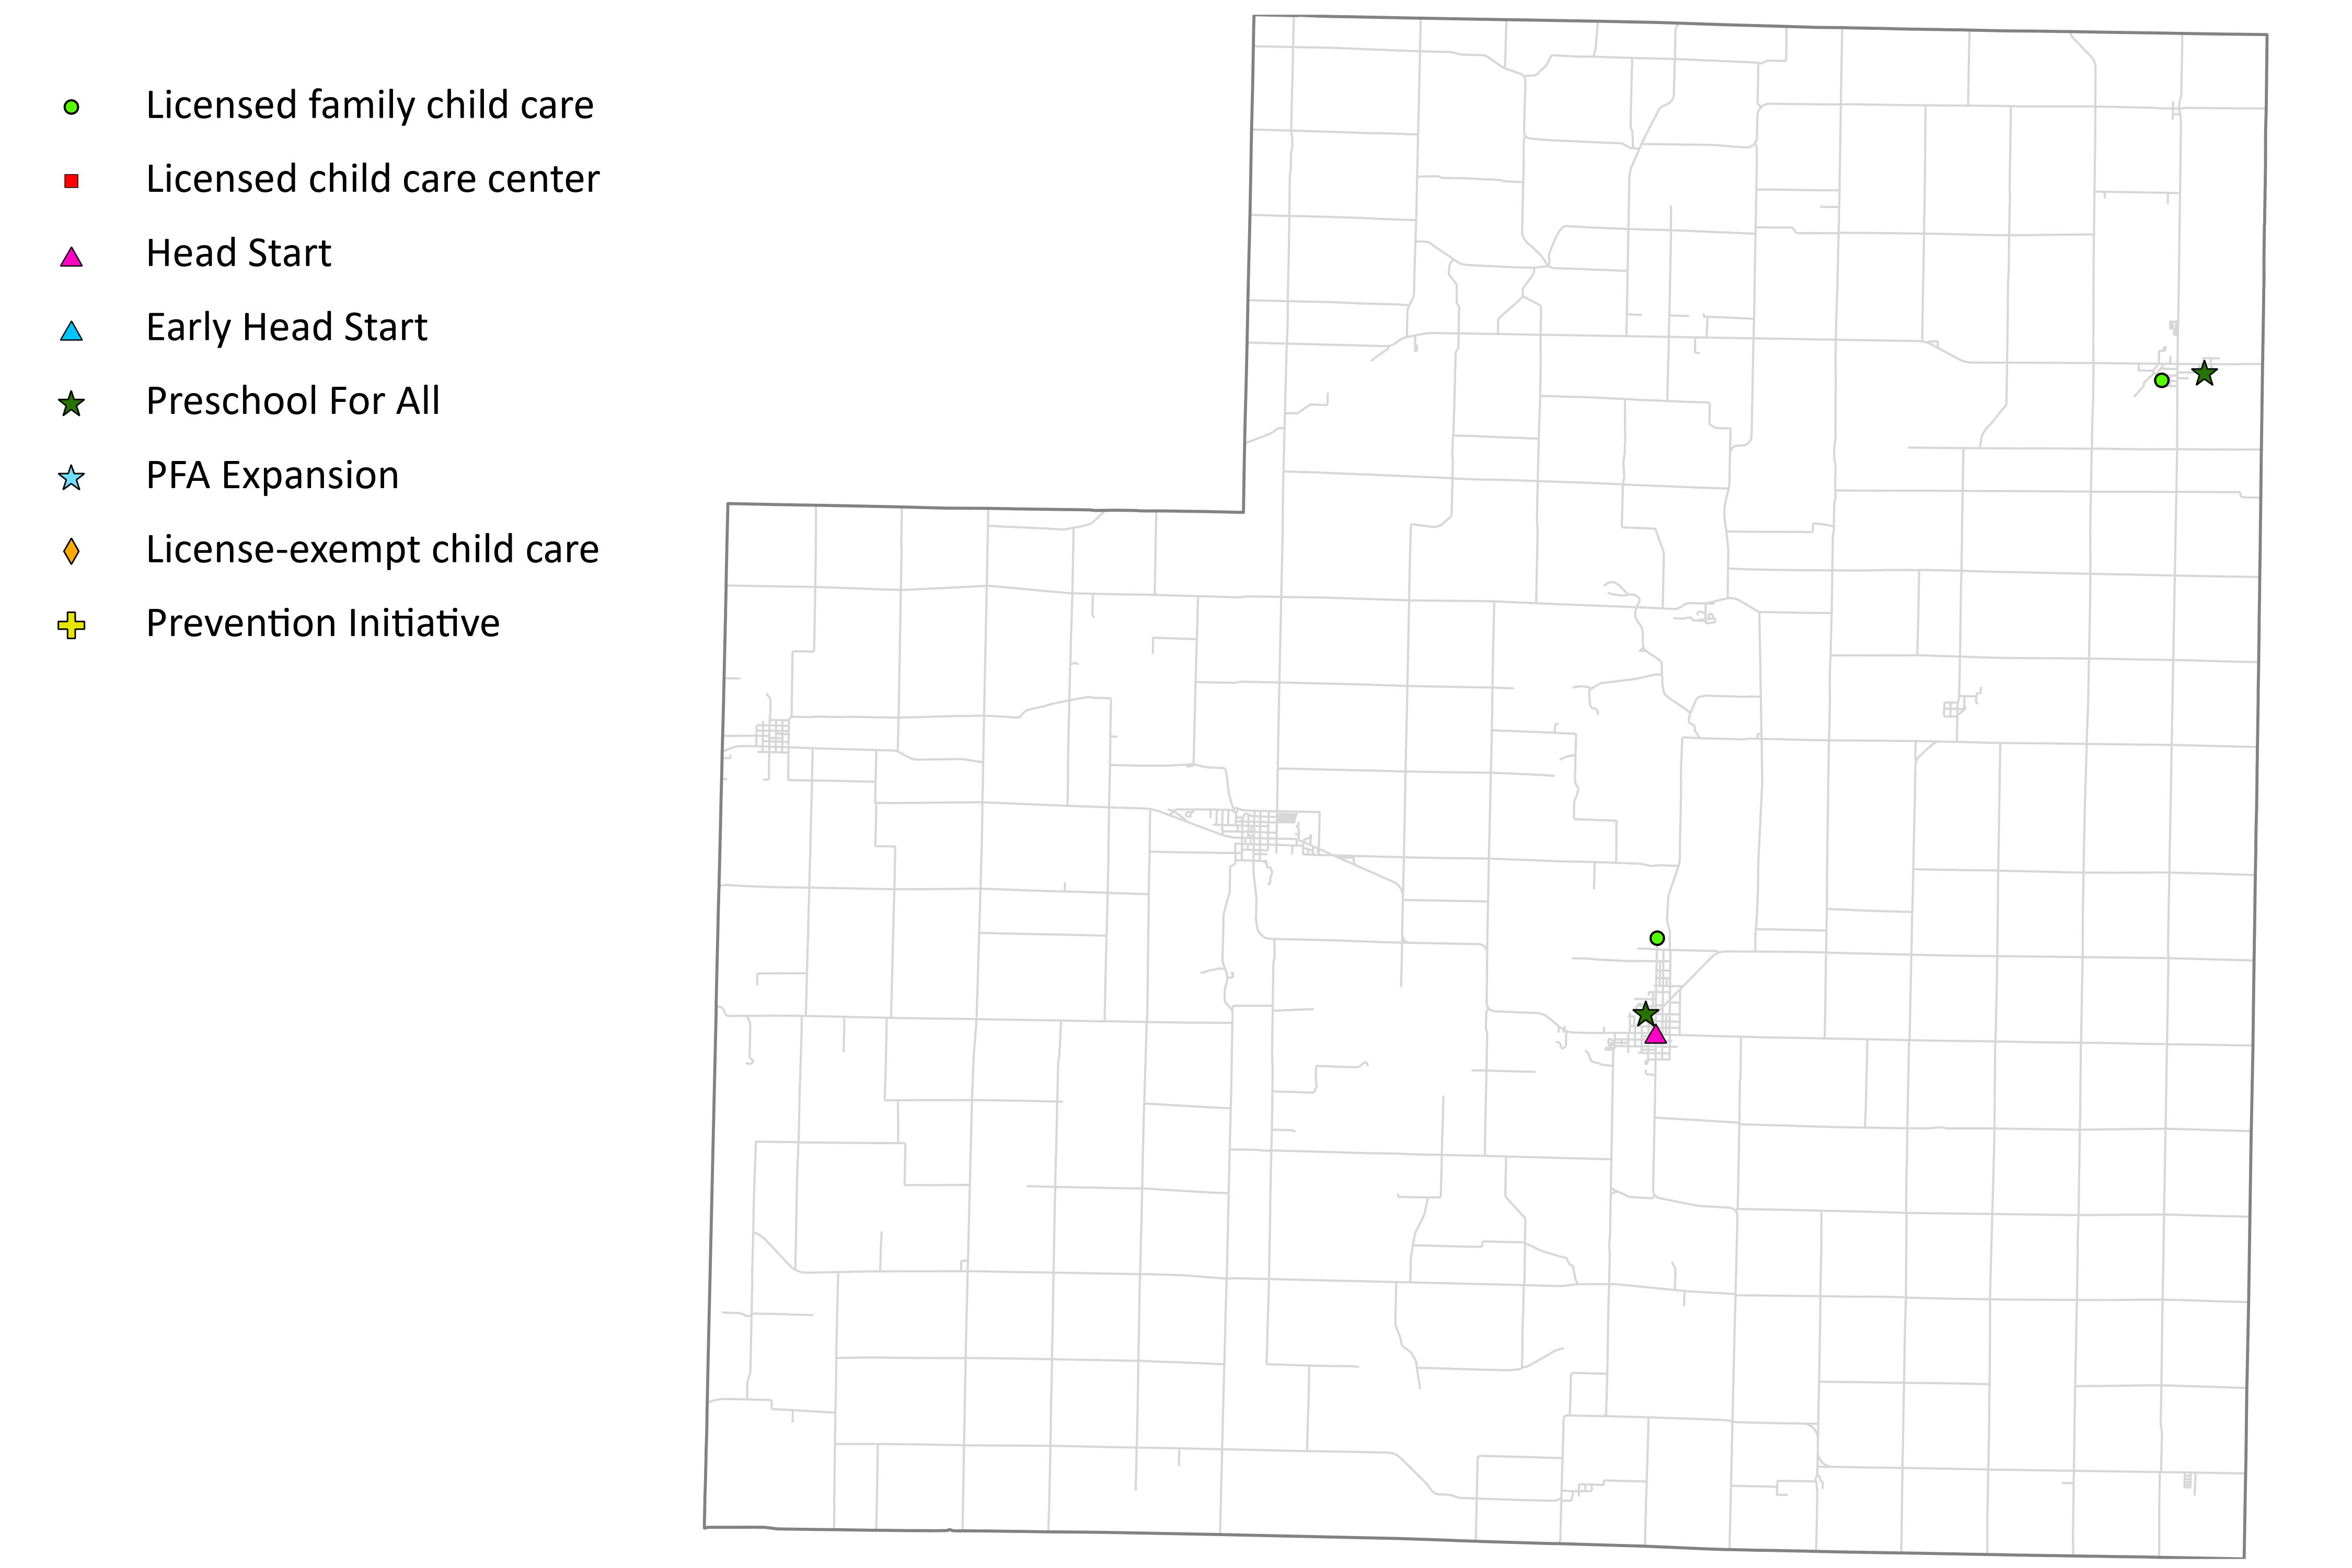 Licensed family child care
Licensed child care center
Head Start
Early Head Start
Preschool For All
PFA Expansion
License-exempt child care
Prevention Initiative